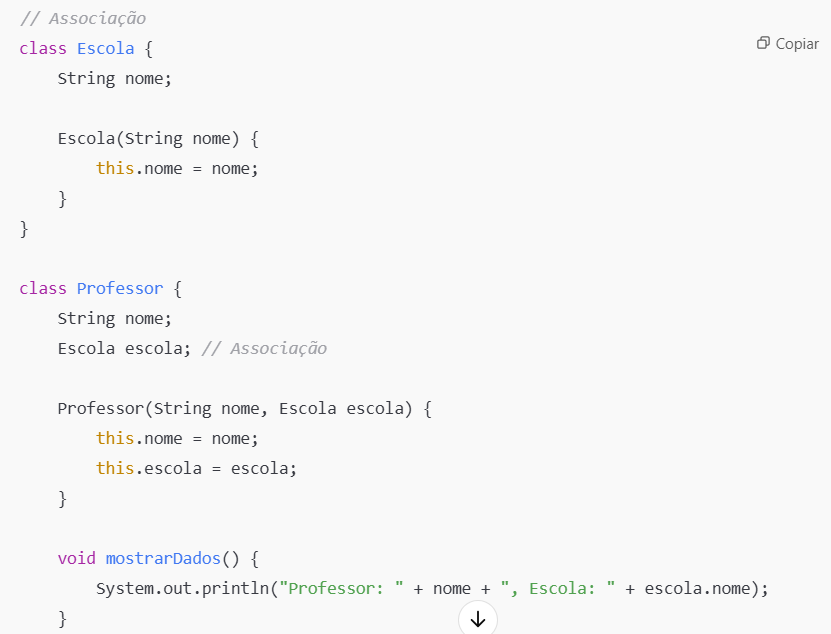 // Associação
class Escola {
Copiar
    String nome;

    Escola(String nome) {
        this.nome = nome;
    }
}

class Professor {
    String nome;
    Escola escola; // Associação

    Professor(String nome, Escola escola) {
        this.nome = nome;
        this.escola = escola;
    }

    void mostrarDados() {
        System.out.println("Professor: " + nome + ", Escola: " + escola.nome);
    }